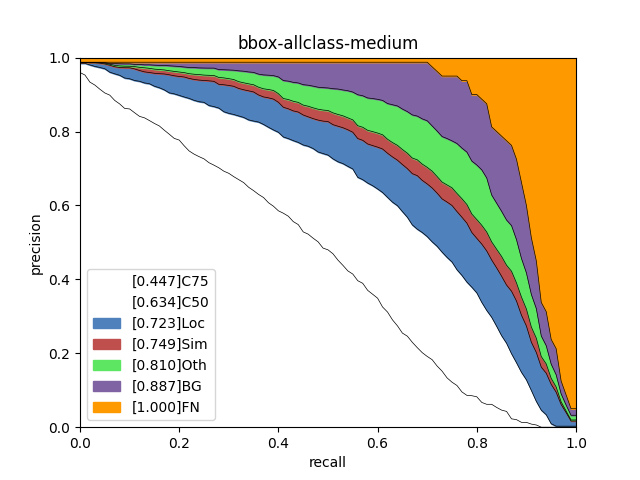 bbox-allclass-medium
1.0
0.8
0.6
0.4
0.2
0.0
precision
[0.447]C75
[0.634]C50
[0.723]Loc
[0.749]Sim
[0.810]Oth
[0.887]BG
[1.000]FN
0.0 0.2 0.4 0.6 0.8 1.0
recall